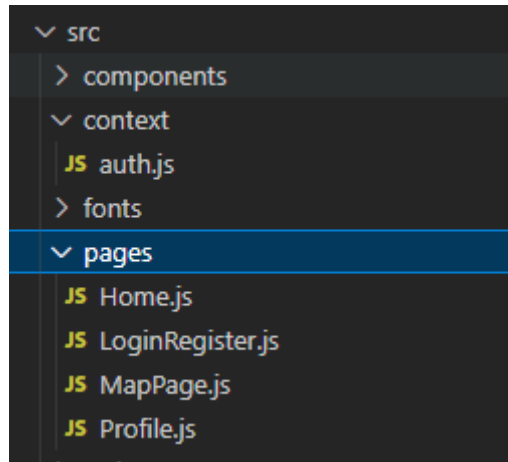 src
components
context
JS auth.js
fonts
pages
JS Home.js
JS LoginRegister.js
JS MapPage.js
JS Profile.js